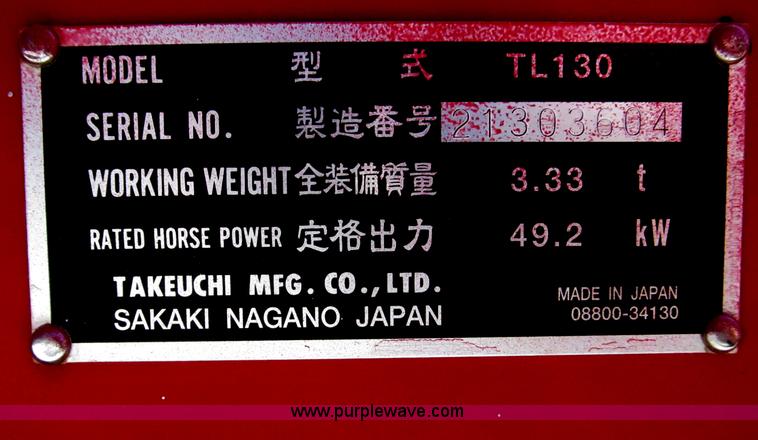 MODEL 型 式 TL130
SERIAL NO. 製造番号 21303604
WORKING WEIGHT 全装備質量 3.33 t
RATED HORSE POWER 定格出力 49.2 kW
TAKEUCHI MFG. CO., LTD.
SAKAKI NAGANO JAPAN
MADE IN JAPAN
08800-34130
www.purplewave.com